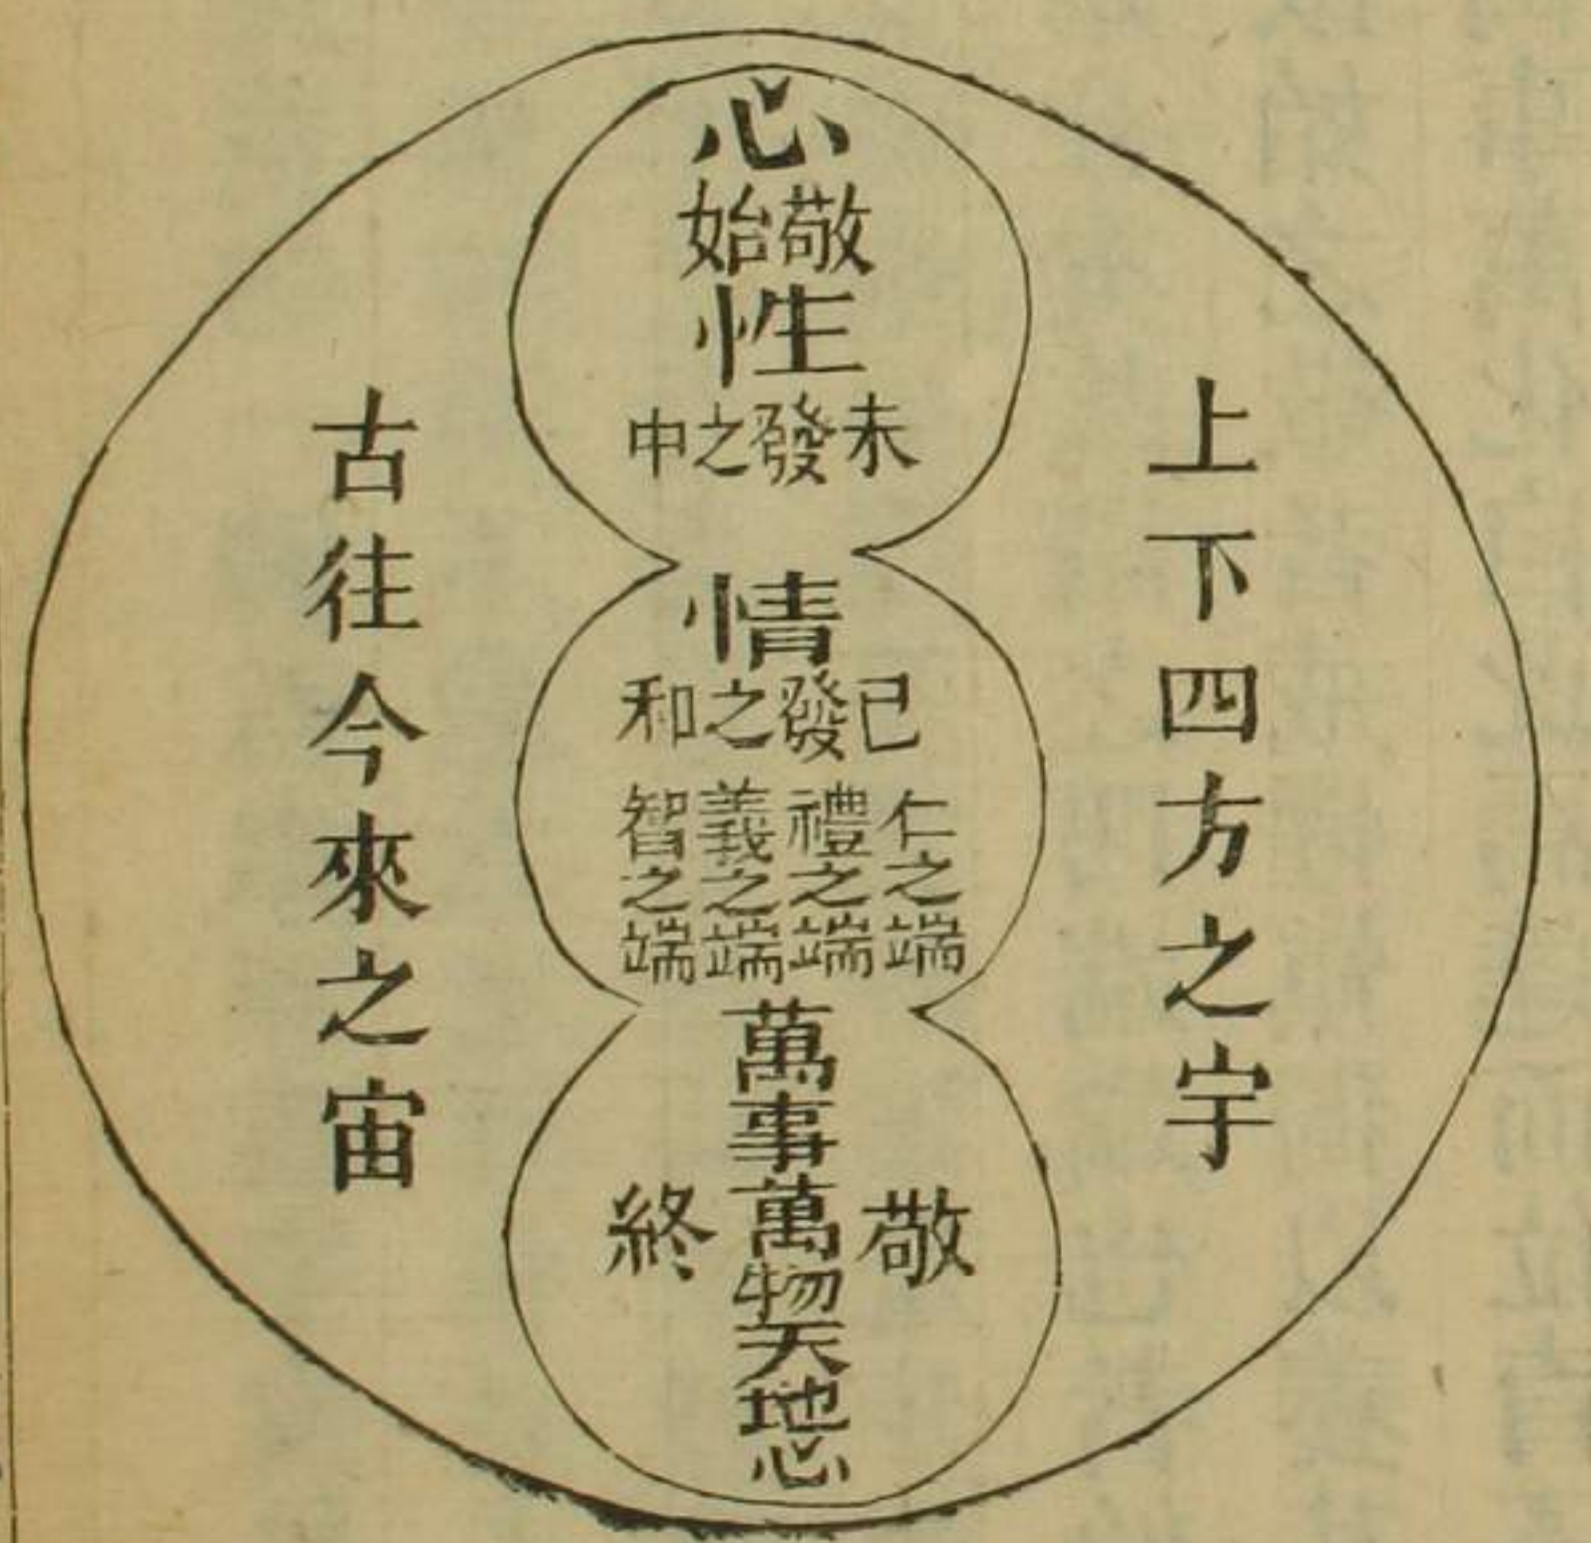 上下四方之宇
心
敬始
性
未發之中
情
已發之和
仁之端
禮之端
義之端
智之端
萬事萬物天地心
敬
終
古往今來之宙